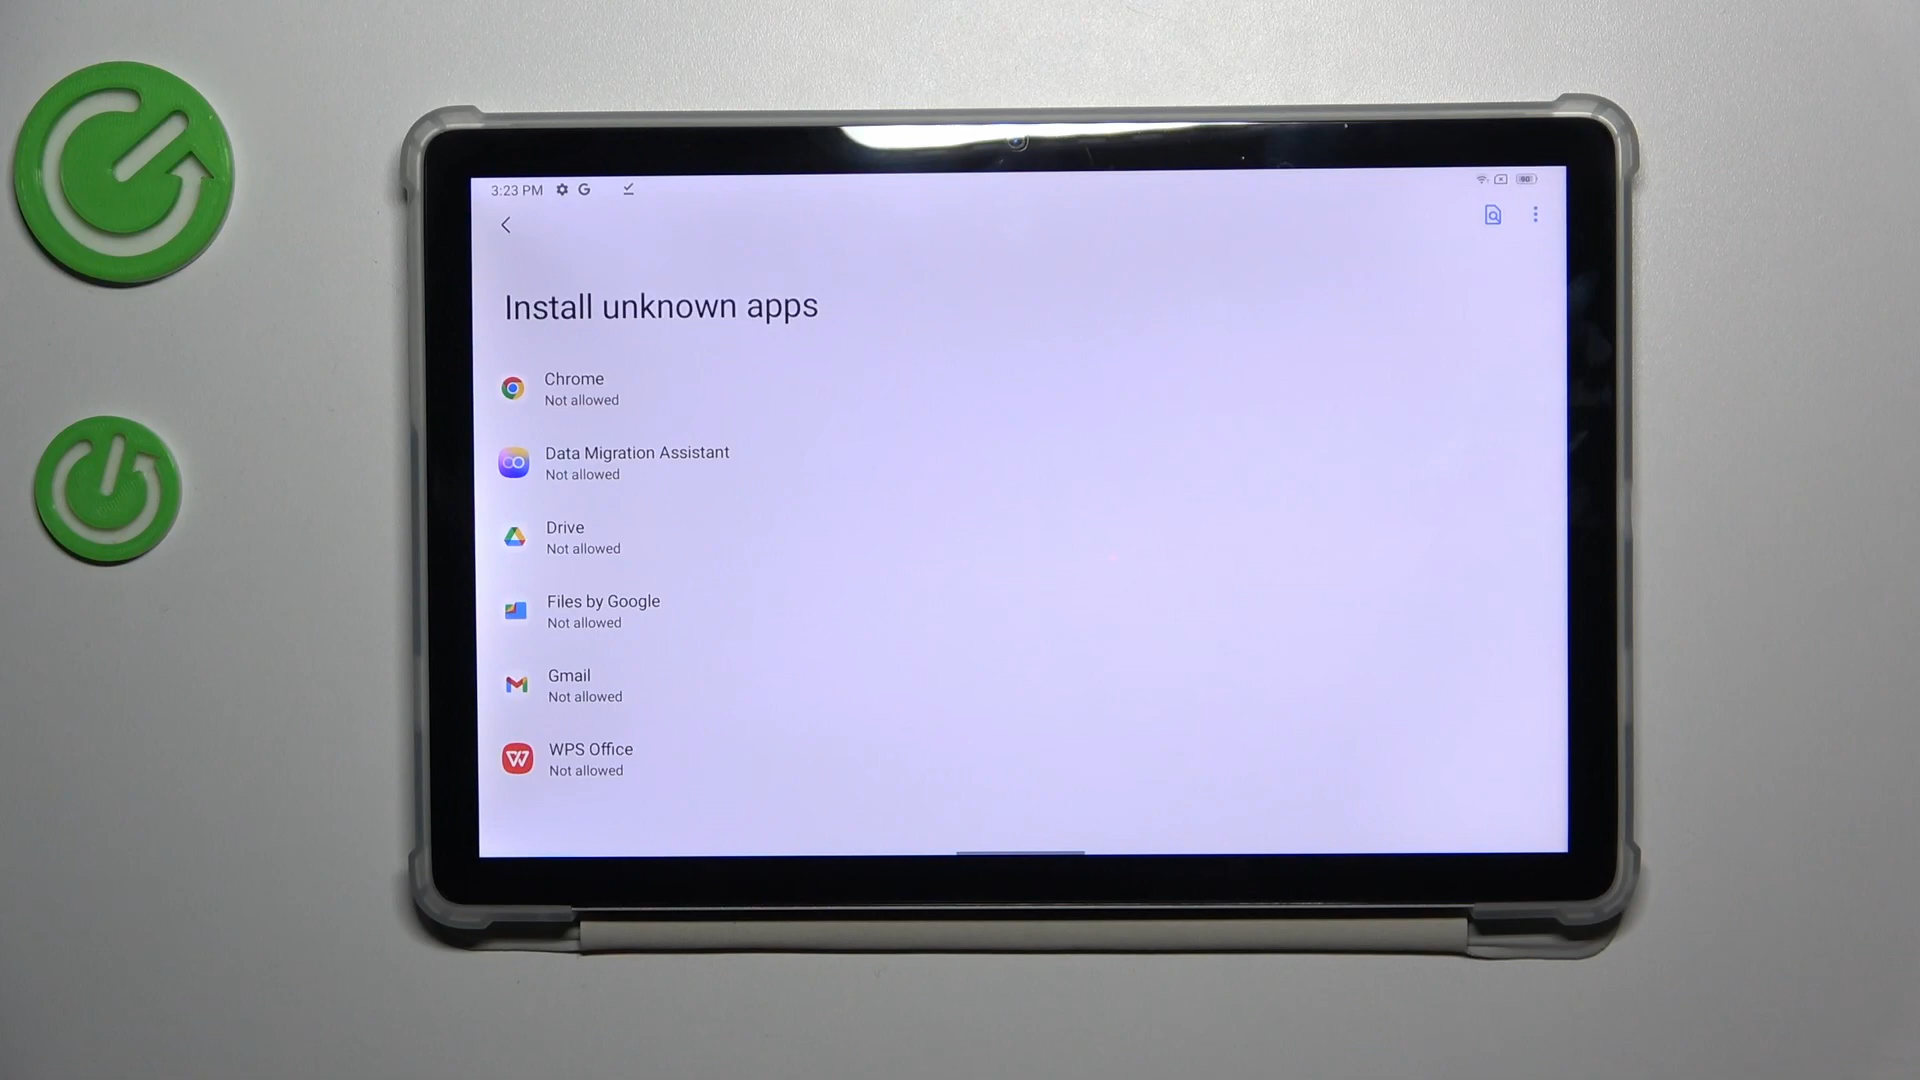 3:23 PM
90
Install unknown apps
Chrome
Not allowed
Data Migration Assistant
Not allowed
Drive
Not allowed
Files by Google
Not allowed
Gmail
Not allowed
WPS Office
Not allowed